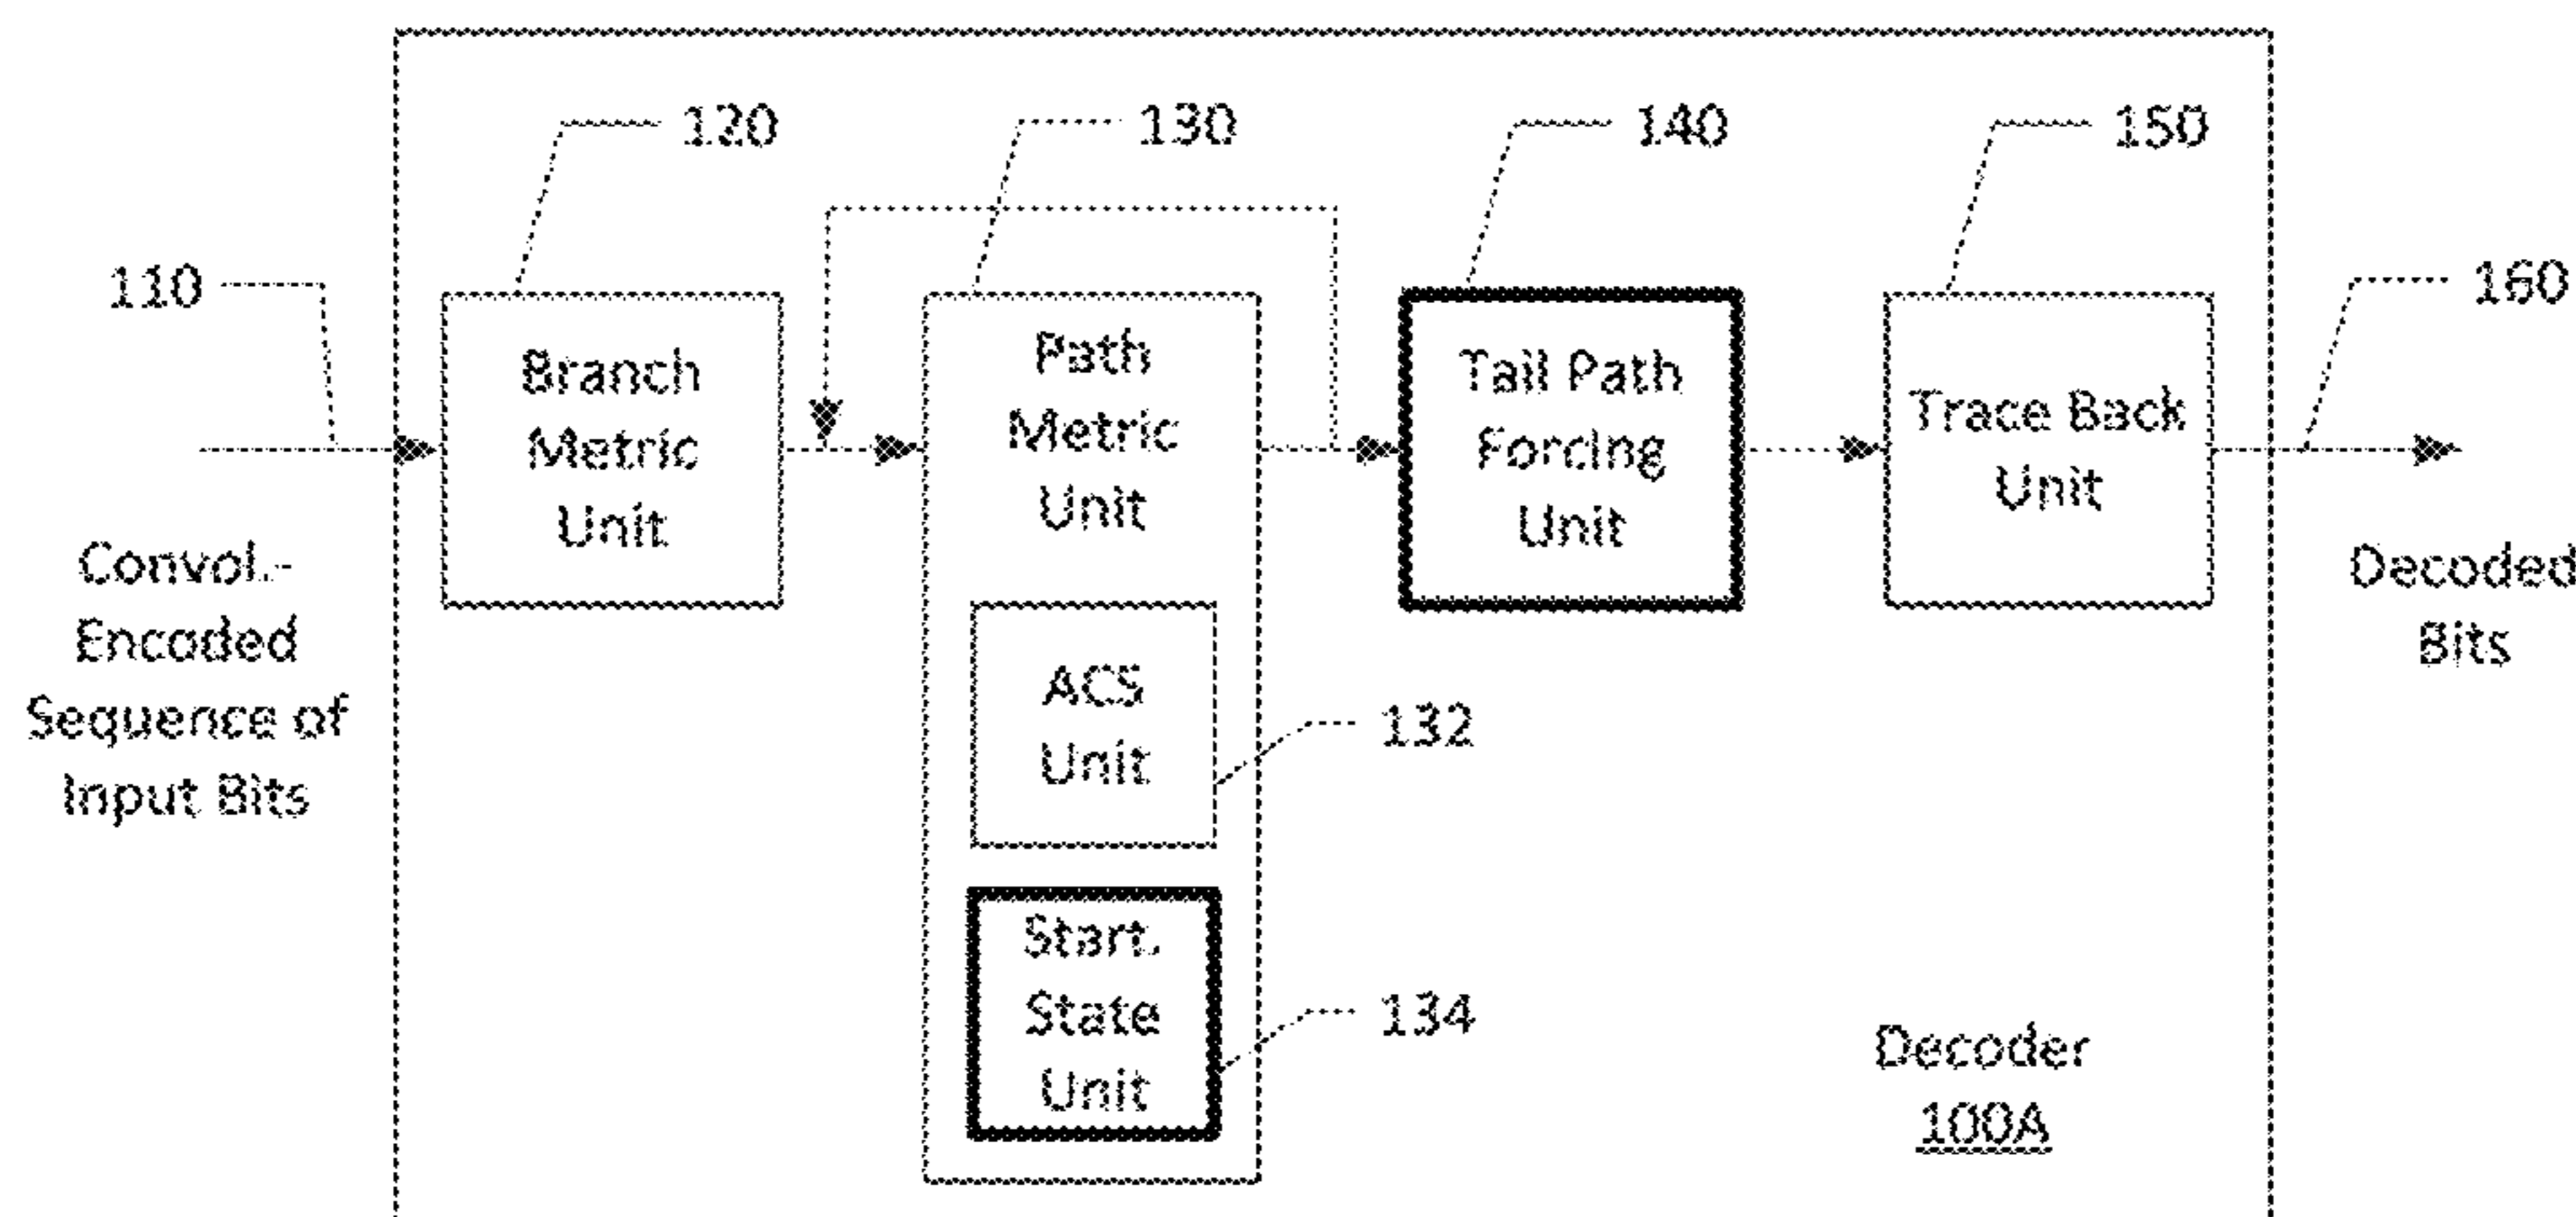 120
130
140
150
110
160
Branch
Metric
Unit
Path
Metric
Unit
Tail Path
Forcing
Unit
Trace Back
Unit
Convol.-
Encoded
Sequence of
Input Bits
Decoded
Bits
ACS
Unit
132
Start.
State
Unit
134
Decoder
100A